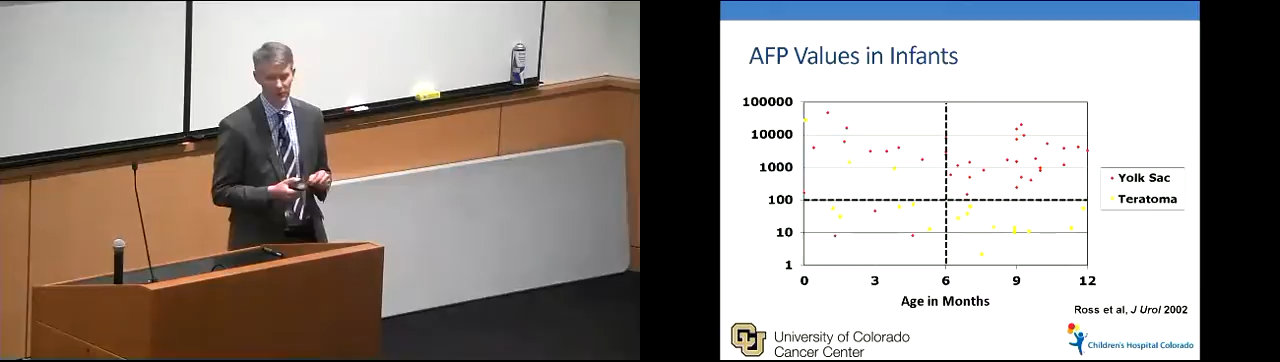 AFP Values in Infants
100000
10000
1000
100
10
1
0
3
6
9
12
Age in Months
Yolk Sac
Teratoma
Ross et al, J Urol 2002
CU
University of Colorado
Cancer Center
Children's Hospital Colorado